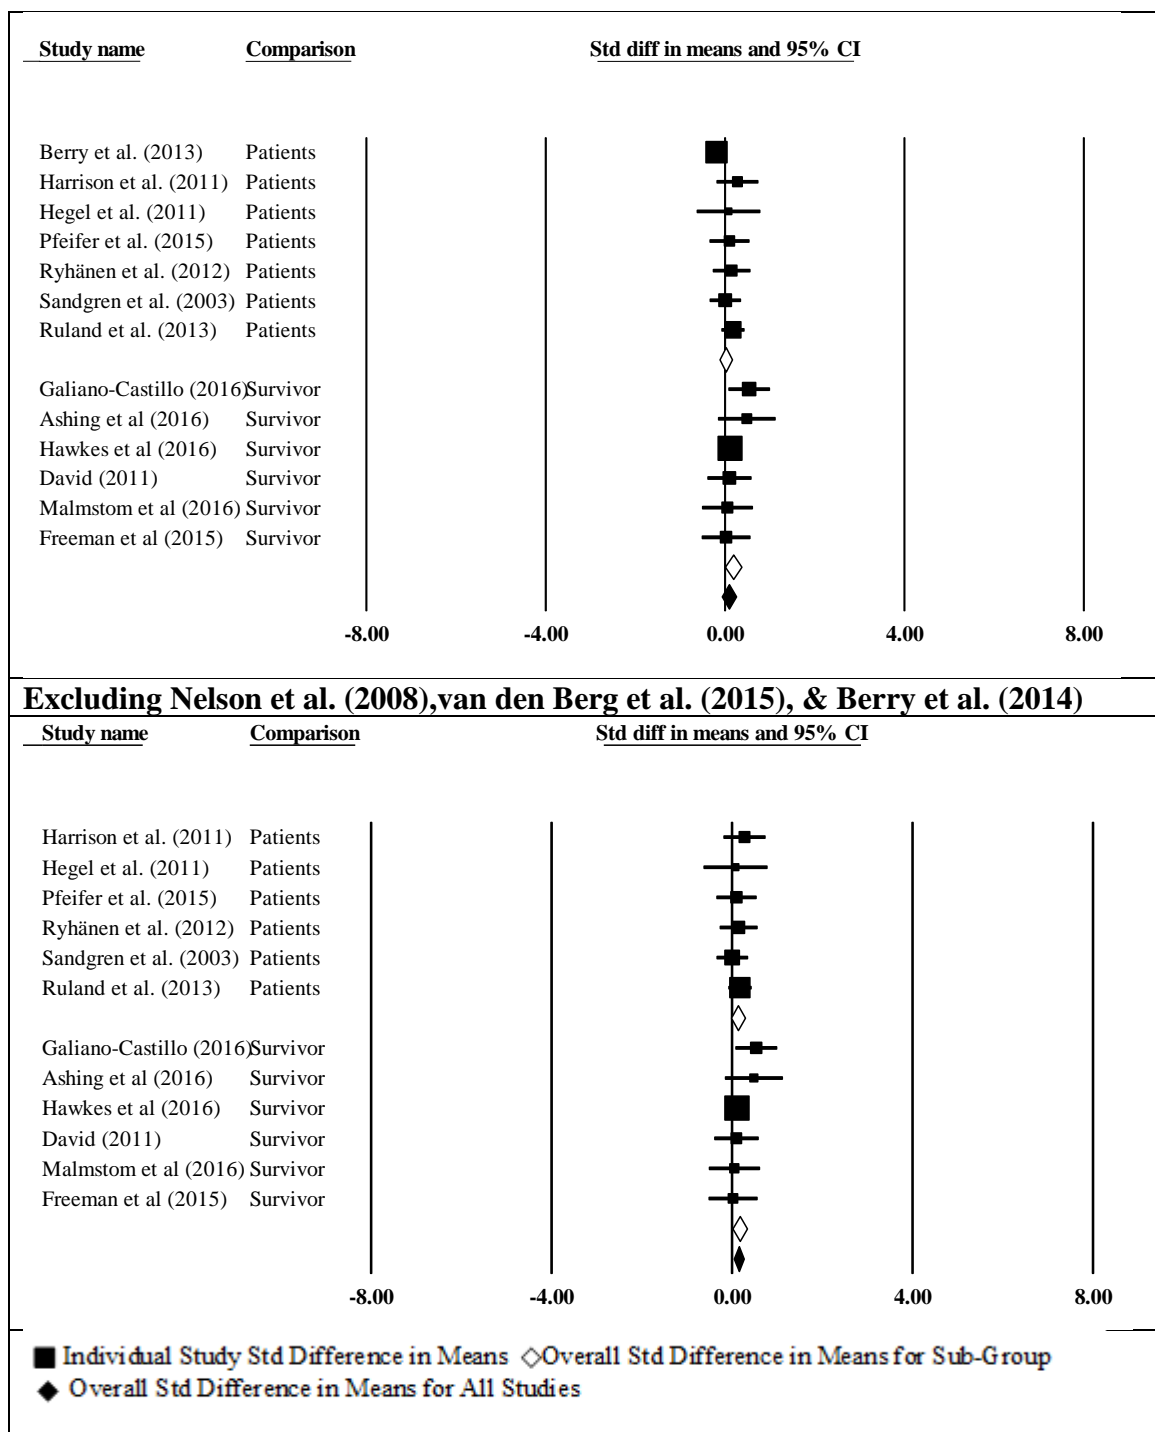 Study name Comparison Std diff in means and 95% CI
Berry et al. (2013) Patients
Harrison et al. (2011) Patients
Hegel et al. (2011) Patients
Pfeifer et al. (2015) Patients
Ryhänen et al. (2012) Patients
Sandgren et al. (2003) Patients
Ruland et al. (2013) Patients
Galiano-Castillo (2016)Survivor
Ashing et al (2016) Survivor
Hawkes et al (2016) Survivor
David (2011) Survivor
Malmstom et al (2016) Survivor
Freeman et al (2015) Survivor
-8.00 -4.00 0.00 4.00 8.00
Excluding Nelson et al. (2008),van den Berg et al. (2015), & Berry et al. (2014)
Study name Comparison Std diff in means and 95% CI
Harrison et al. (2011) Patients
Hegel et al. (2011) Patients
Pfeifer et al. (2015) Patients
Ryhänen et al. (2012) Patients
Sandgren et al. (2003) Patients
Ruland et al. (2013) Patients
Galiano-Castillo (2016)Survivor
Ashing et al (2016) Survivor
Hawkes et al (2016) Survivor
David (2011) Survivor
Malmstom et al (2016) Survivor
Freeman et al (2015) Survivor
-8.00 -4.00 0.00 4.00 8.00
Individual Study Std Difference in Means Overall Std Difference in Means for Sub-Group
Overall Std Difference in Means for All Studies